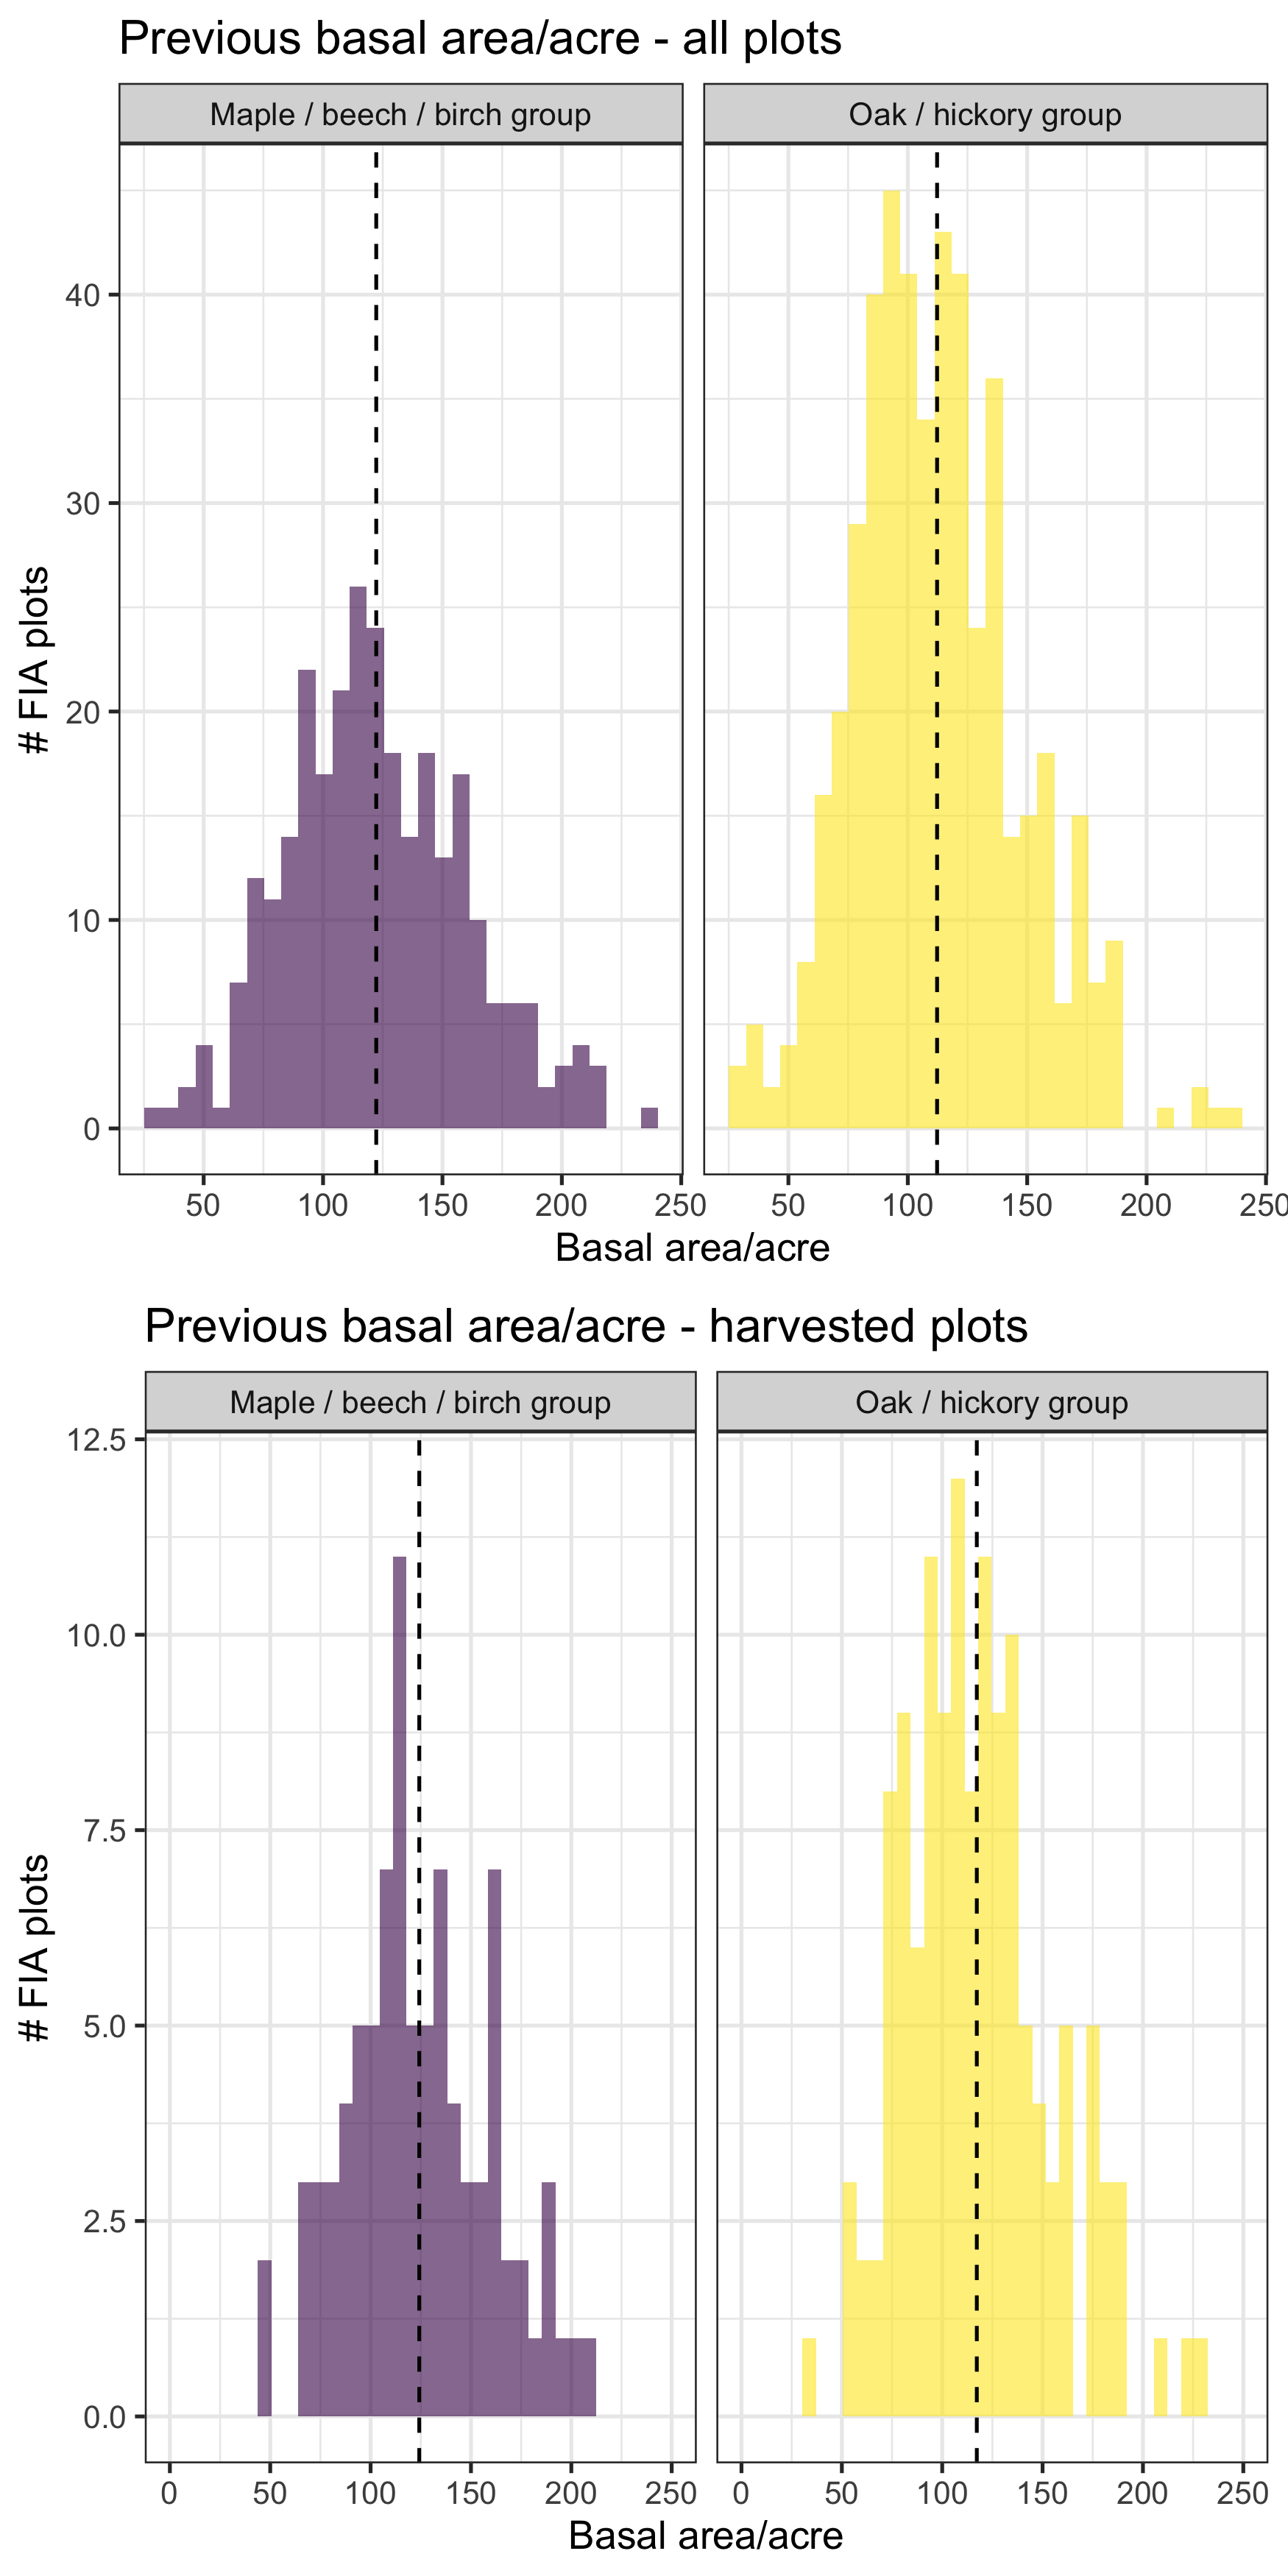 Previous basal area/acre - all plots
Maple / beech / birch group
Oak / hickory group
# FIA plots
40
30
20
10
0
50 100 150 200 250 50 100 150 200 250
Basal area/acre
Previous basal area/acre - harvested plots
Maple / beech / birch group
Oak / hickory group
# FIA plots
12.5
10.0
7.5
5.0
2.5
0.0
0 50 100 150 200 250 0 50 100 150 200 250
Basal area/acre